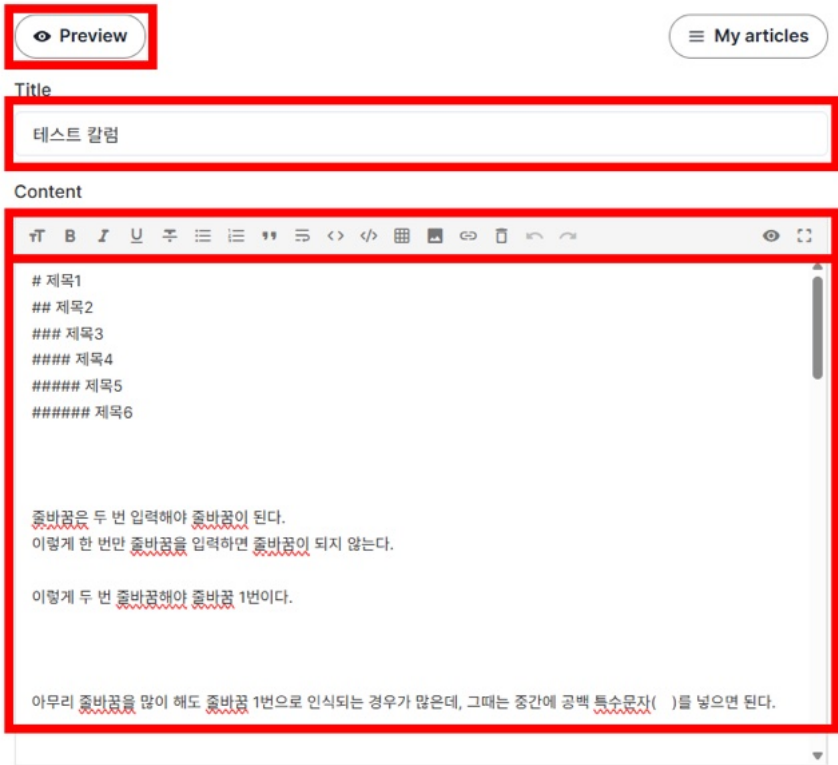 Preview
My articles
Title
테스트 칼럼
Content
# 제목1
## 제목2
### 제목3
#### 제목4
##### 제목5
###### 제목6
줄바꿈은 두 번 입력해야 줄바꿈이 된다.
이렇게 한 번만 줄바꿈을 입력하면 줄바꿈이 되지 않는다.
이렇게 두 번 줄바꿈해야 줄바꿈 1번이다.
아무리 줄바꿈을 많이 해도 줄바꿈 1번으로 인식되는 경우가 많은데, 그때는 중간에 공백 특수문자(ㅤ)를 넣으면 된다.